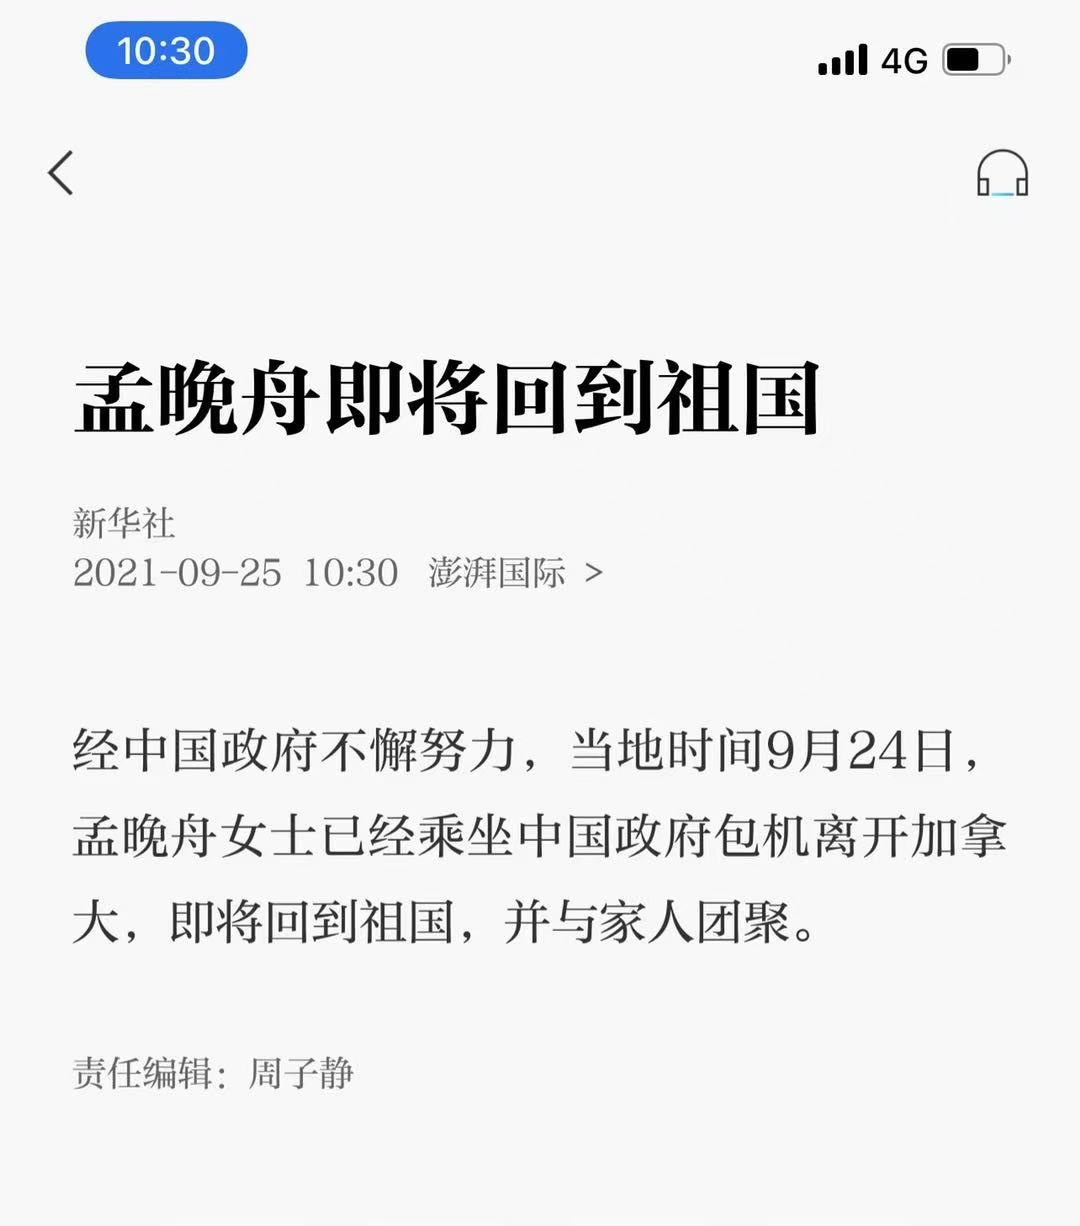 10:30
4G
孟晚舟即将回到祖国
新华社
2021-09-25 10:30 澎湃国际 >
经中国政府不懈努力，当地时间9月24日，
孟晚舟女士已经乘坐中国政府包机离开加拿
大，即将回到祖国，并与家人团聚。
责任编辑：周子静